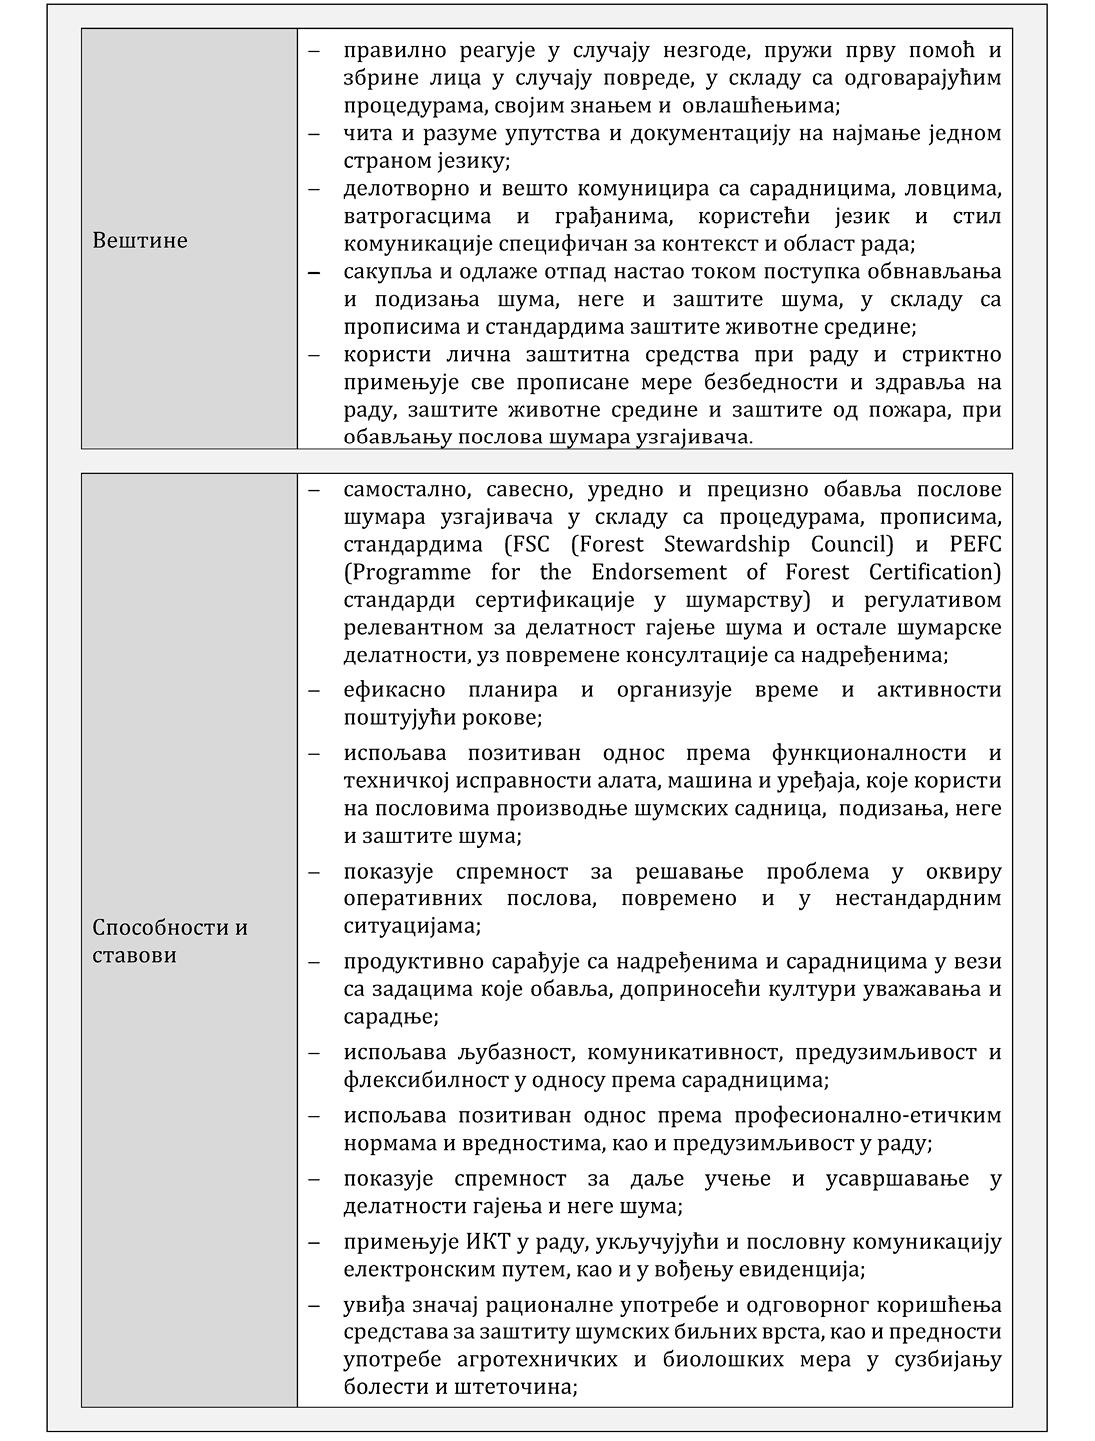 Вештине
– правилно реагује у случају незгоде, пружи прву помоћ и
збрине лица у случају повреде, у складу са одговарајућим
процедурама, својим знањем и овлашћењима;
– чита и разуме упутства и документацију на најмање једном
страном језику;
– делотворно и вешто комуницира са сарадницима, ловцима,
ватрогасцима и грађанима, користећи језик и стил
комуникације специфичан за контекст и област рада;
– сакупља и одлаже отпад настао током поступка обвнављања
и подизања шума, неге и заштите шума, у складу са
прописима и стандардима заштите животне средине;
– користи лична заштитна средства при раду и стриктно
примењује све прописане мере безбедности и здравља на
раду, заштите животне средине и заштите од пожара, при
обављању послова шумара узгајивача.
Способности и
ставови
– самостално, савесно, уредно и прецизно обавља послове
шумара узгајивача у складу са процедурама, прописима,
стандардима (FSC (Forest Stewardship Council) и PEFC
(Programme for the Endorsement of Forest Certification)
стандарди сертификације у шумарству) и регулативом
релевантном за делатност гајење шума и остале шумарске
делатности, уз повремене консултације са надређенима;
– ефикасно планира и организује време и активности
поштујући рокове;
– испољава позитиван однос према функционалности и
техничкој исправности алата, машина и уређаја, које користи
на пословима производње шумских садница, подизања, неге
и заштите шума;
– показује спремност за решавање проблема у оквиру
оперативних послова, повремено и у нестандардним
ситуацијама;
– продуктивно сарађује са надређенима и сарадницима у вези
са задацима које обавља, доприносећи култури уважавања и
сарадње;
– испољава љубазност, комуникативност, предузимљивост и
флексибилност у односу према сарадницима;
– испољава позитиван однос према професионално-етичким
нормама и вредностима, као и предузимљивост у раду;
– показује спремност за даље учење и усавршавање у
делатности гајења и неге шума;
– примењује ИКТ у раду, укључујући и пословну комуникацију
електронским путем, као и у вођењу евиденција;
– увиђа значај рационалне употребе и одговорног коришћења
средстава за заштиту шумских биљних врста, као и предности
употребе агротехничких и биолошких мера у сузбијању
болести и штеточина;